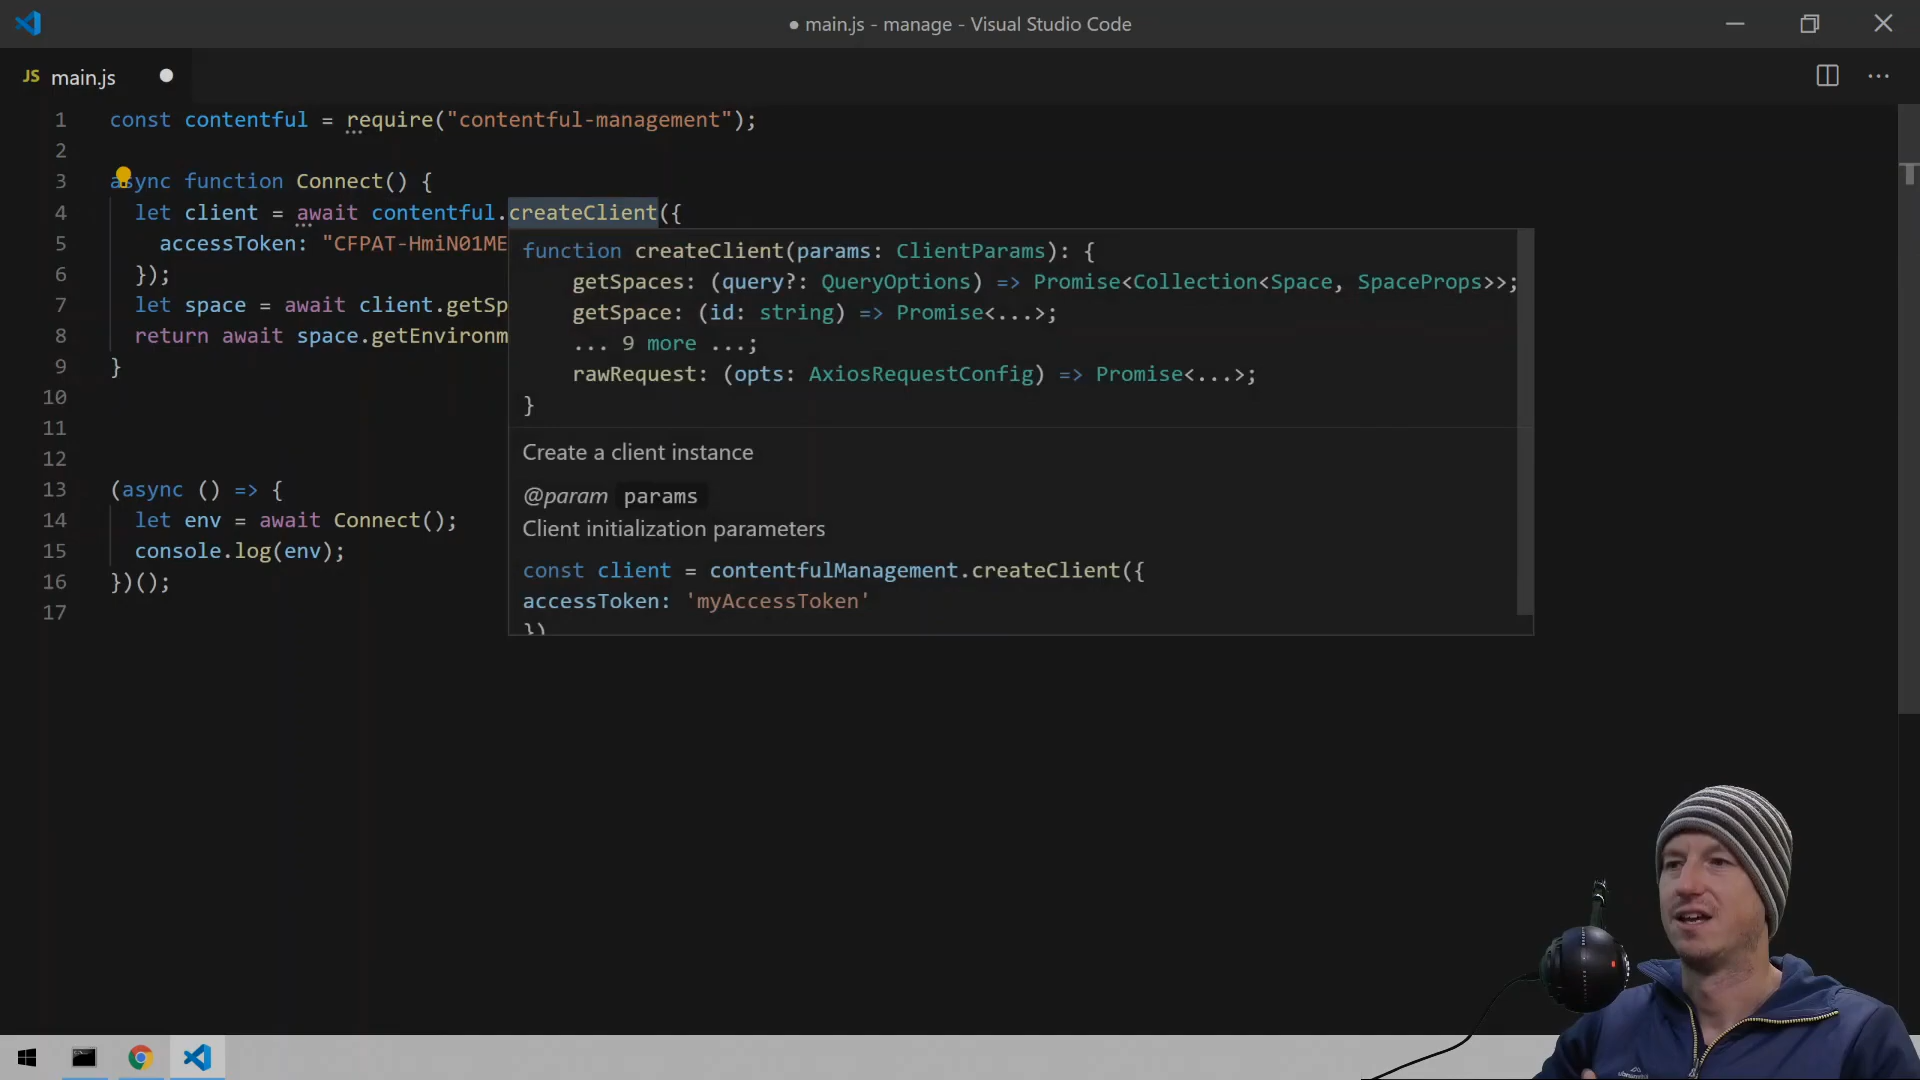 main.js - manage - Visual Studio Code
JS main.js
1 const contentful = require("contentful-management");
2
3 async function Connect() {
4 let client = await contentful.createClient({
5 accessToken: "CFPAT-HmiN01ME
6 });
7 let space = await client.getSp
8 return await space.getEnvironm
9 }
10
11
12
13 (async () => {
14 let env = await Connect();
15 console.log(env);
16 })();
17
function createClient(params: ClientParams): {
getSpaces: (query?: QueryOptions) => Promise<Collection<Space, SpaceProps>>;
getSpace: (id: string) => Promise<...>;
... 9 more ...;
rawRequest: (opts: AxiosRequestConfig) => Promise<...>;
}
Create a client instance
@param params
Client initialization parameters
const client = contentfulManagement.createClient({
accessToken: 'myAccessToken'
})